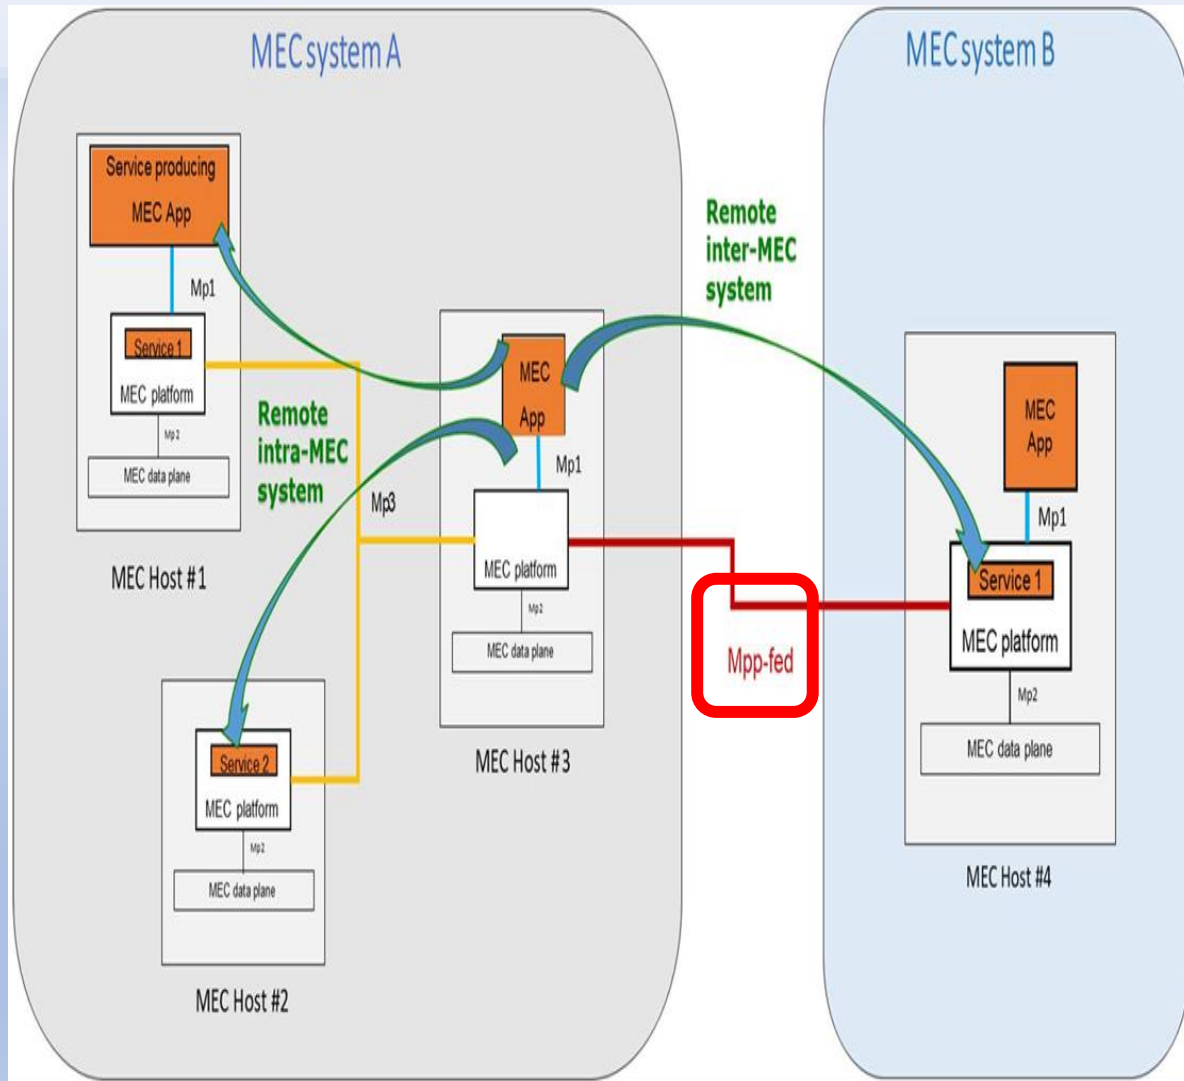 MEC system A
MEC system B
Service producing
MEC App
Mp1
Service 1
MEC platform
Mp2
MEC data plane
MEC Host #1
Remote
intra-MEC
system
Mp3
Service 2
MEC platform
Mp2
MEC data plane
MEC Host #2
MEC
App
Mp1
MEC platform
Mp2
MEC data plane
MEC Host #3
Remote
inter-MEC
system
Mpp-fed
MEC
App
Mp1
Service 1
MEC platform
Mp2
MEC data plane
MEC Host #4